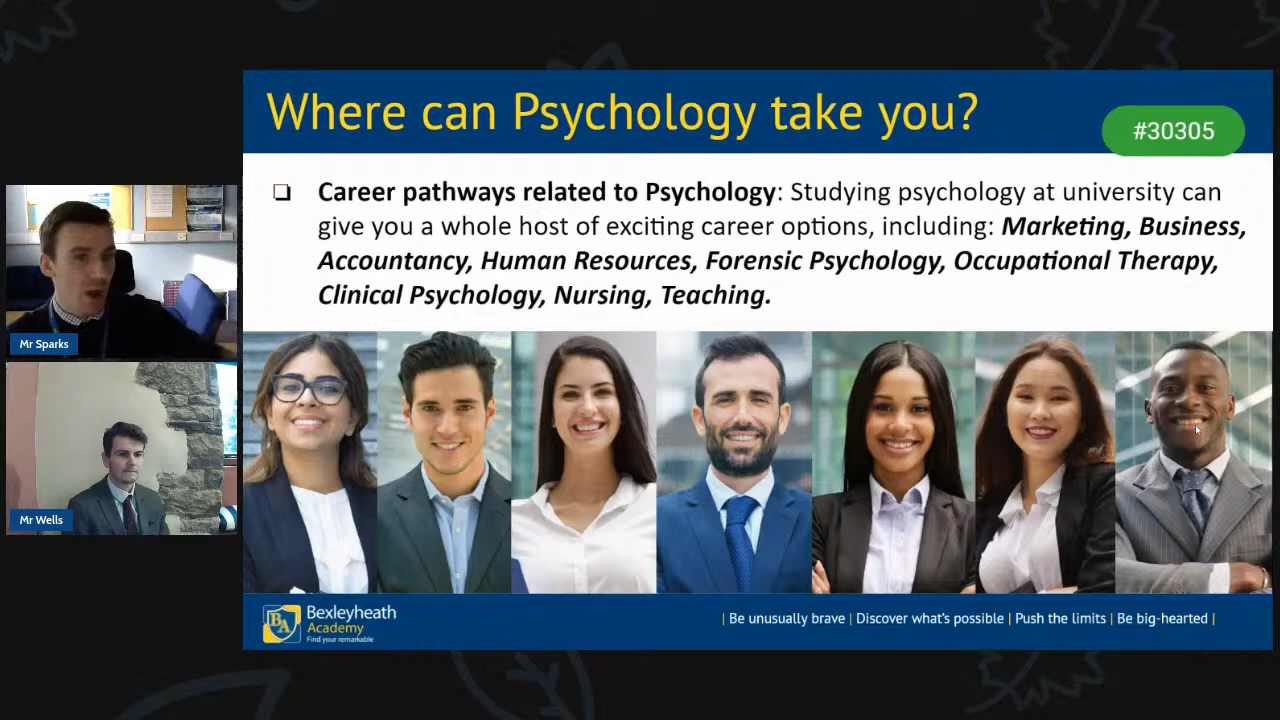 Where can Psychology take you?
#30305
❏ Career pathways related to Psychology: Studying psychology at university can
give you a whole host of exciting career options, including: Marketing, Business,
Accountancy, Human Resources, Forensic Psychology, Occupational Therapy,
Clinical Psychology, Nursing, Teaching.
Mr Sparks
Mr Wells
BA
Bexleyheath
Academy
Find your remarkable
| Be unusually brave | Discover what's possible | Push the limits | Be big-hearted |